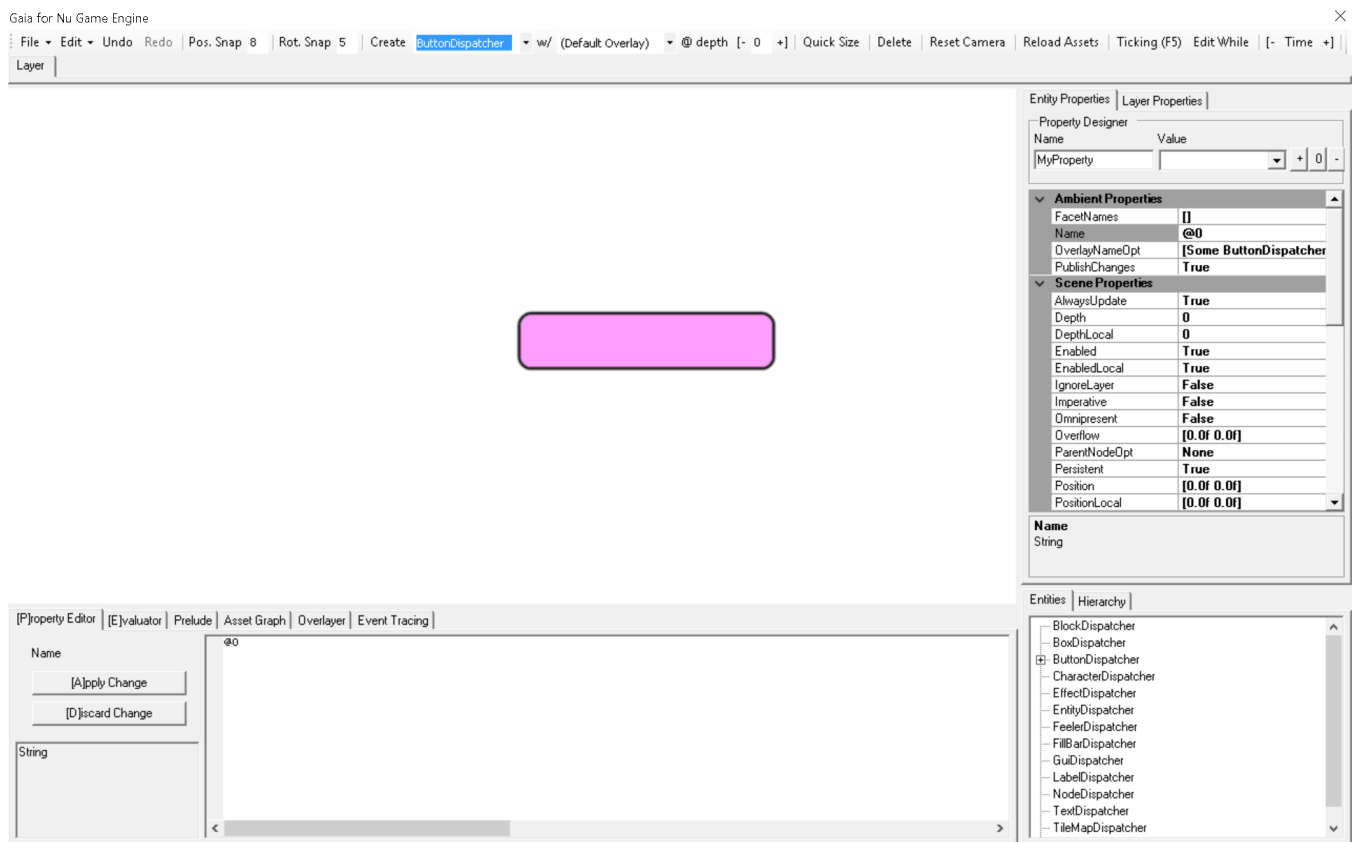 Gaia for Nu Game Engine
File Edit Undo Redo Pos. Snap 8 Rot. Snap 5 Create ButtonDispatcher w/ (Default Overlay) @ depth [- 0 +] Quick Size Delete Reset Camera Reload Assets Ticking (F5) Edit While [- Time +]
Layer
Entity Properties Layer Properties
Property Designer
Name Value
MyProperty + 0 -
Ambient Properties
FacetNames []
Name @0
OverlayNameOpt [Some ButtonDispatcher
PublishChanges True
Scene Properties
AlwaysUpdate True
Depth 0
DepthLocal 0
Enabled True
EnabledLocal True
IgnoreLayer False
Imperative False
Omnipresent False
Overflow [0.0f 0.0f]
ParentNodeOpt None
Persistent True
Position [0.0f 0.0f]
PositionLocal [0.0f 0.0f]
Name
String
[P]roperty Editor [E]valuator Prelude Asset Graph Overlayer Event Tracing
Name
[A]pply Change
[D]iscard Change
String
@0
Entities Hierarchy
BlockDispatcher
BoxDispatcher
ButtonDispatcher
CharacterDispatcher
EffectDispatcher
EntityDispatcher
FeelerDispatcher
FillBarDispatcher
GuiDispatcher
LabelDispatcher
NodeDispatcher
TextDispatcher
TileMapDispatcher